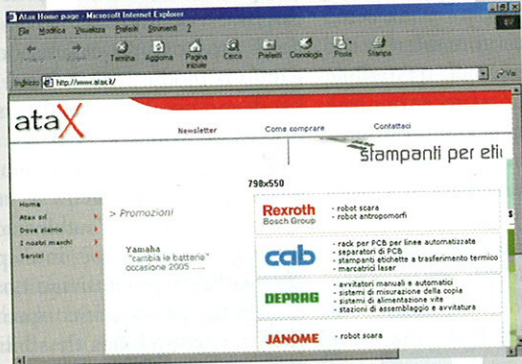 Atax Home page - Microsoft Internet Explorer
File Modifica Visualizza Preferiti Strumenti ?
Termina Aggiorna Pagina iniziale Cerca Preferiti Cronologia Posta Stampa
Indirizzo http://www.atax.it/ Vai
ataX
Newsletter Come comprare Contattaci
stampanti per eti
798x550
Home
Atax srl
Dove siamo
I nostri marchi
Servizi
> Promozioni
Yamaha
"cambia le batterie"
occasione 2005 .....
Rexroth
Bosch Group
- robot scara
- robot antropomorfi
cab
- rack per PCB per linee automatizzate
- separatori di PCB
- stampanti etichette a trasferimento termico
- marcatrici laser
DEPRAG
- avvitatori manuali e automatici
- sistemi di misurazione della copia
- sistemi di alimentazione vite
- stazioni di assemblaggio e avvitatura
JANOME
- robot scara